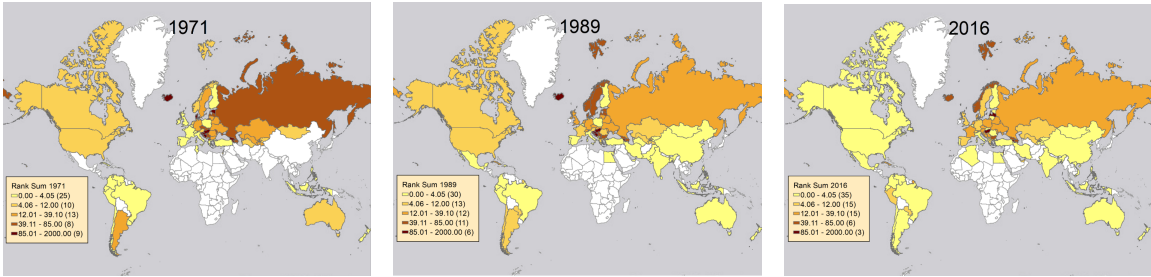 1971
Rank Sum 1971
0.00 - 4.05 (25)
4.06 - 12.00 (10)
12.01 - 39.10 (13)
39.11 - 85.00 (8)
85.01 - 2000.00 (9)
1989
Rank Sum 1989
0.00 - 4.05 (30)
4.06 - 12.00 (13)
12.01 - 39.10 (12)
39.11 - 85.00 (11)
85.01 - 2000.00 (6)
2016
Rank Sum 2016
0.00 - 4.05 (35)
4.06 - 12.00 (15)
12.01 - 39.10 (15)
39.11 - 85.00 (6)
85.01 - 2000.00 (3)